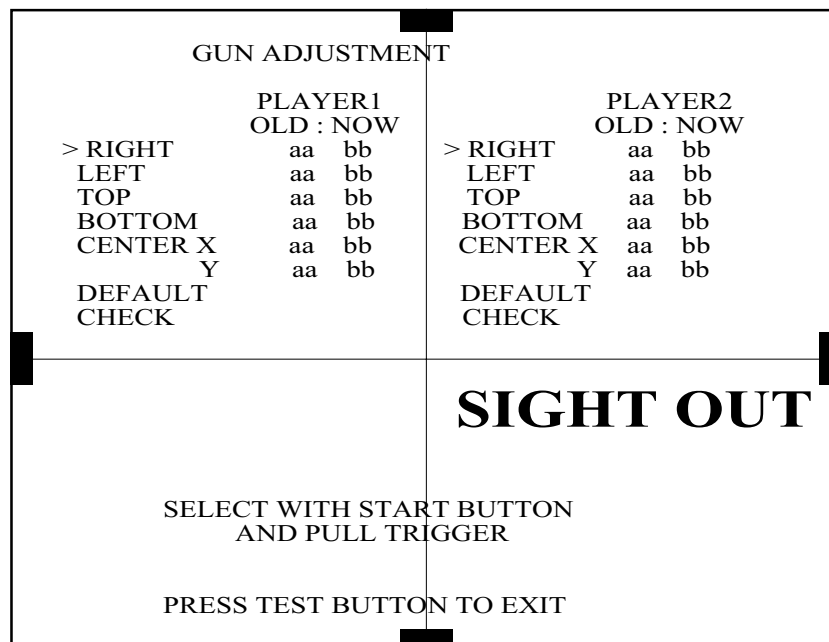 GUN ADJUSTMENT
PLAYER1 PLAYER2
OLD : NOW OLD : NOW
> RIGHT aa bb > RIGHT aa bb
LEFT aa bb LEFT aa bb
TOP aa bb TOP aa bb
BOTTOM aa bb BOTTOM aa bb
CENTER X aa bb CENTER X aa bb
Y aa bb Y aa bb
DEFAULT DEFAULT
CHECK CHECK
SIGHT OUT
SELECT WITH START BUTTON
AND PULL TRIGGER
PRESS TEST BUTTON TO EXIT